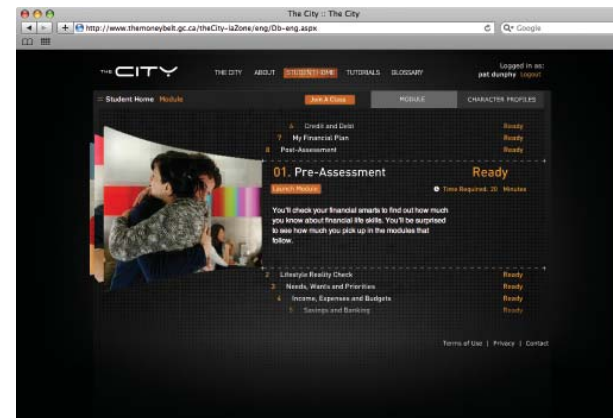 The City :: The City
http://www.themoneybelt.gc.ca/theCity-laZone/eng/Ob-eng.aspx
Google
THE CITY
THE CITY ABOUT STUDENT HOME TUTORIALS GLOSSARY
Logged in as:
pat dunphy Logout
:: Student Home Module
Join A Class
MODULE
CHARACTER PROFILES
6 Credit and Debt Ready
7 My Financial Plan Ready
8 Post-Assessment Ready
01. Pre-Assessment Ready
Launch Module Time Required: 20 Minutes
You'll check your financial smarts to find out how much
you know about financial life skills. You'll be surprised
to see how much you pick up in the modules that
follow.
2 Lifestyle Reality Check Ready
3 Needs, Wants and Priorities Ready
4 Income, Expenses and Budgets Ready
5 Savings and Banking Ready
Terms of Use | Privacy | Contact